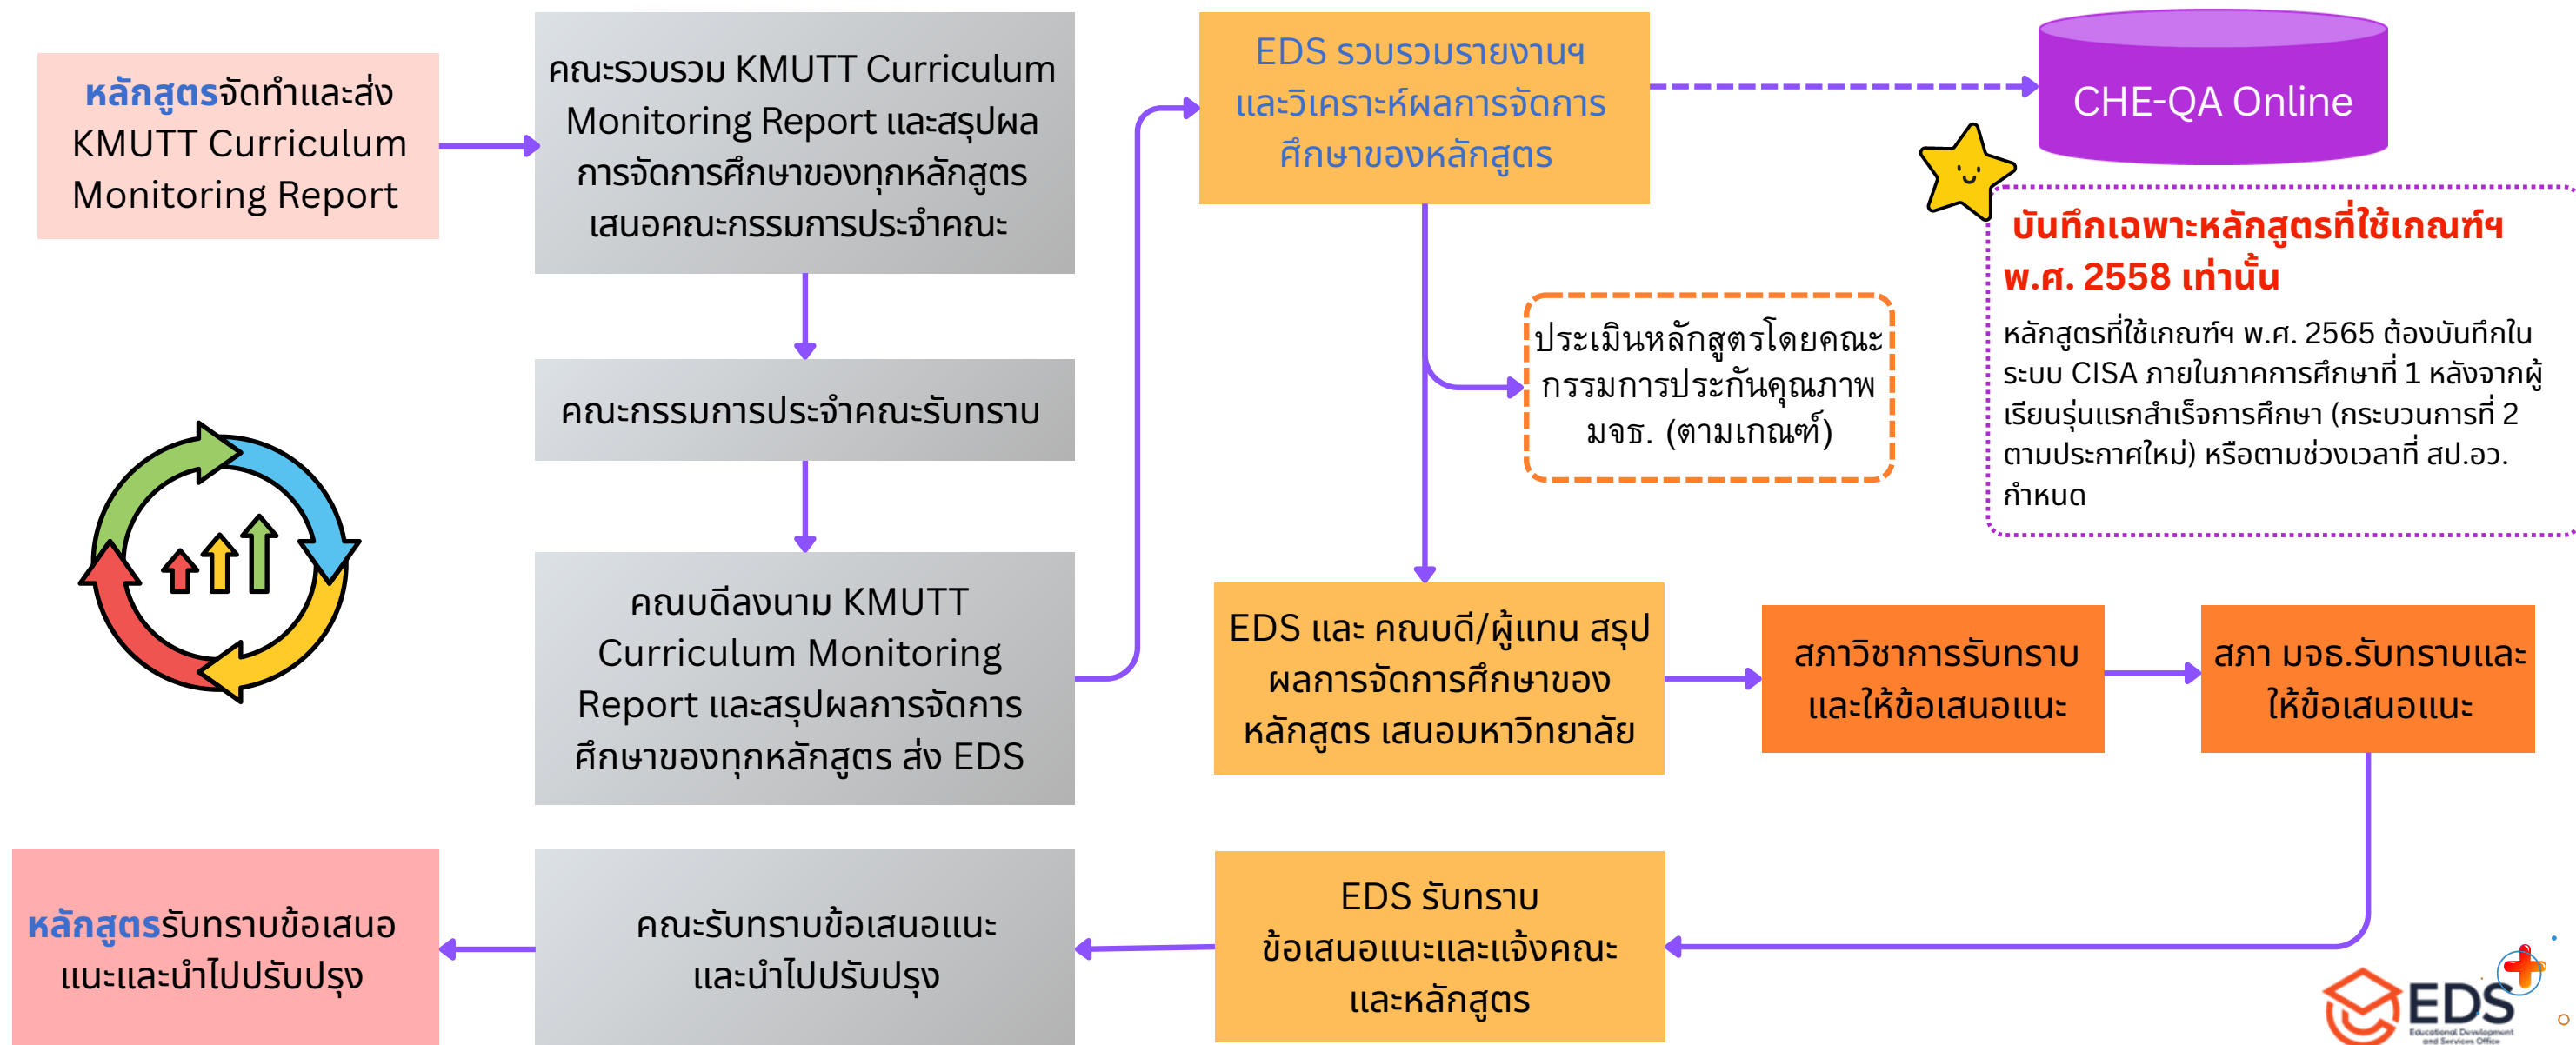 หลักสูตรจัดทำและส่ง
KMUTT Curriculum
Monitoring Report
คณะรวบรวม KMUTT Curriculum
Monitoring Report และสรุปผล
การจัดการศึกษาของทุกหลักสูตร
เสนอคณะกรรมการประจำคณะ
คณะกรรมการประจำคณะรับทราบ
คณบดีลงนาม KMUTT
Curriculum Monitoring
Report และสรุปผลการจัดการ
ศึกษาของทุกหลักสูตร ส่ง EDS
EDS รวบรวมรายงานฯ
และวิเคราะห์ผลการจัดการ
ศึกษาของหลักสูตร
CHE-QA Online
บันทึกเฉพาะหลักสูตรที่ใช้เกณฑ์ฯ
พ.ศ. 2558 เท่านั้น
หลักสูตรที่ใช้เกณฑ์ฯ พ.ศ. 2565 ต้องบันทึกใน
ระบบ CISA ภายในภาคการศึกษาที่ 1 หลังจากผู้
เรียนรุ่นแรกสำเร็จการศึกษา (กระบวนการที่ 2
ตามประกาศใหม่) หรือตามช่วงเวลาที่ สป.อว.
กำหนด
ประเมินหลักสูตรโดยคณะ
กรรมการประกันคุณภาพ
มจธ. (ตามเกณฑ์)
EDS และ คณบดี/ผู้แทน สรุป
ผลการจัดการศึกษาของ
หลักสูตร เสนอมหาวิทยาลัย
สภาวิชาการรับทราบ
และให้ข้อเสนอแนะ
สภา มจธ.รับทราบและ
ให้ข้อเสนอแนะ
EDS รับทราบ
ข้อเสนอแนะและแจ้งคณะ
และหลักสูตร
คณะรับทราบข้อเสนอแนะ
และนำไปปรับปรุง
หลักสูตรรับทราบข้อเสนอ
แนะและนำไปปรับปรุง
EDS
Educational Development
and Services Office